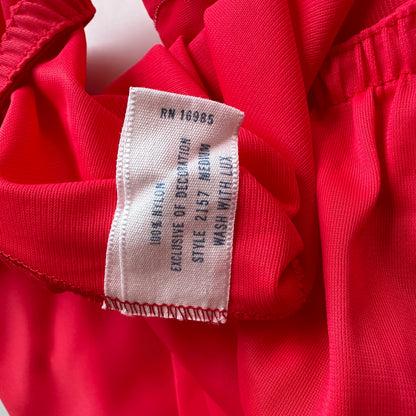 RN 16985
100% NYLON
EXCLUSIVE OF DECORATION
STYLE 2157 MEDIUM
WASH WITH LUX